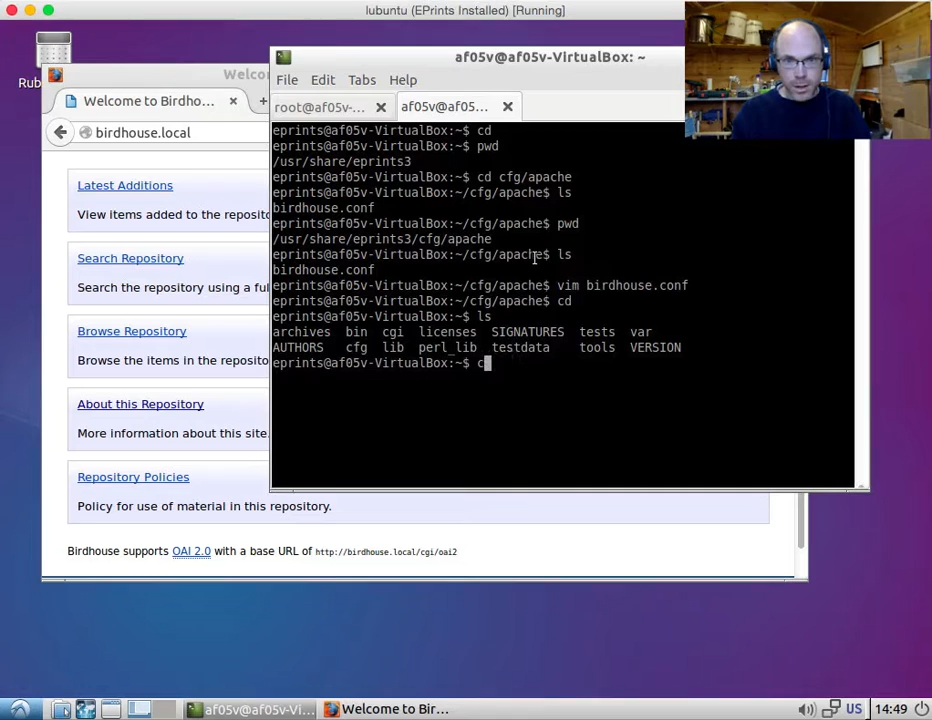 lubuntu (EPrints Installed) [Running]
Rub
Welco
af05v@af05v-VirtualBox: ~
File Edit Tabs Help
Welcome to Birdho...
root@af05v-...
af05v@af05...
birdhouse.local
eprints@af05v-VirtualBox:~$ cd
eprints@af05v-VirtualBox:~$ pwd
/usr/share/eprints3
eprints@af05v-VirtualBox:~$ cd cfg/apache
eprints@af05v-VirtualBox:~/cfg/apache$ ls
birdhouse.conf
eprints@af05v-VirtualBox:~/cfg/apache$ pwd
/usr/share/eprints3/cfg/apache
eprints@af05v-VirtualBox:~/cfg/apache$ ls
birdhouse.conf
eprints@af05v-VirtualBox:~/cfg/apache$ vim birdhouse.conf
eprints@af05v-VirtualBox:~/cfg/apache$ cd
eprints@af05v-VirtualBox:~$ ls
archives bin cgi licenses SIGNATURES tests var
AUTHORS cfg lib perl_lib testdata tools VERSION
eprints@af05v-VirtualBox:~$ c
Latest Additions
View items added to the reposito
Search Repository
Search the repository using a ful
Browse Repository
Browse the items in the reposito
About this Repository
More information about this site.
Repository Policies
Policy for use of material in this repository.
Birdhouse supports OAI 2.0 with a base URL of http://birdhouse.local/cgi/oai2
af05v@af05v-Vi...
Welcome to Bir...
US
14:49